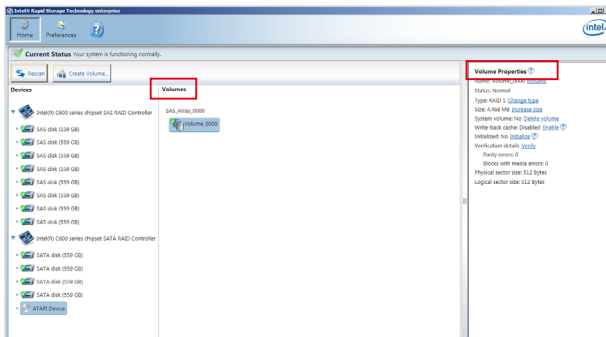 Intel® Rapid Storage Technology enterprise
Home
Preferences
intel
Current Status Your system is functioning normally.
Rescan
Create Volume...
Devices
Intel(R) C600 series chipset SAS RAID Controller
SAS disk (559 GB)
SAS disk (559 GB)
SAS disk (559 GB)
SAS disk (559 GB)
SAS disk (559 GB)
SAS disk (559 GB)
SAS disk (559 GB)
SAS disk (559 GB)
Intel(R) C600 series chipset SATA RAID Controller
SATA disk (559 GB)
SATA disk (559 GB)
SATA disk (559 GB)
SATA disk (559 GB)
ATAPI Device
Volumes
SAS_Array_0000
Volume_0000
Volume Properties
Name: Volume_0000 Rename
Status: Normal
Type: RAID 1 Change type
Size: 4,468 MB Increase size
System volume: No Delete volume
Write-back cache: Disabled Enable
Initialized: No Initialize
Verification details Verify
Parity errors: 0
Blocks with media errors: 0
Physical sector size: 512 Bytes
Logical sector size: 512 Bytes